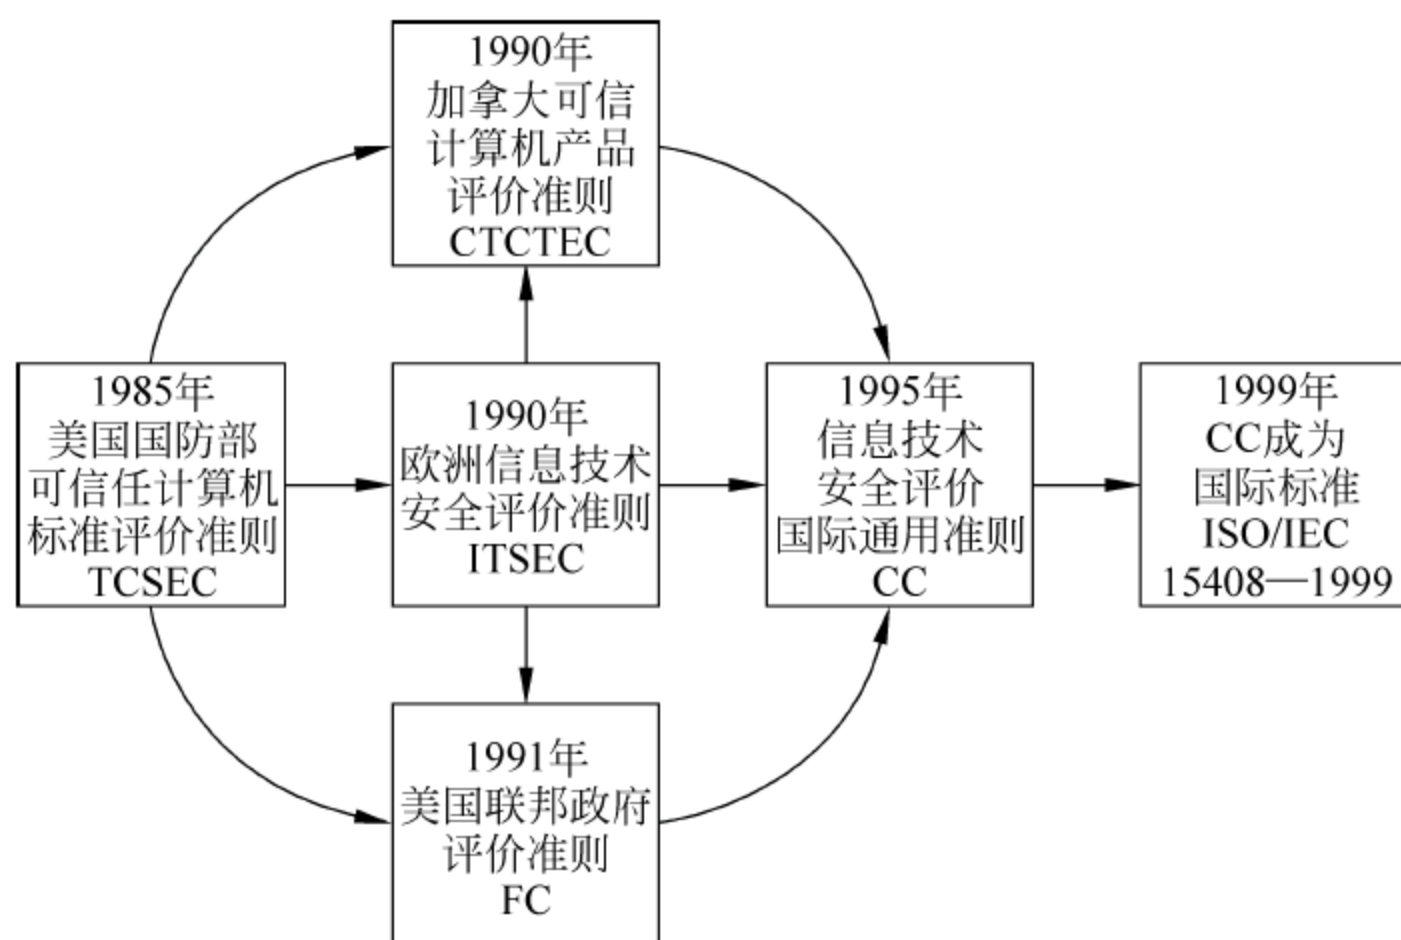 1990年
加拿大可信
计算机产品
评价准则
CTCTEC
1985年
美国国防部
可信任计算机
标准评价准则
TCSEC
1990年
欧洲信息技术
安全评价准则
ITSEC
1995年
信息技术
安全评价
国际通用准则
CC
1999年
CC成为
国际标准
ISO/IEC
15408—1999
1991年
美国联邦政府
评价准则
FC